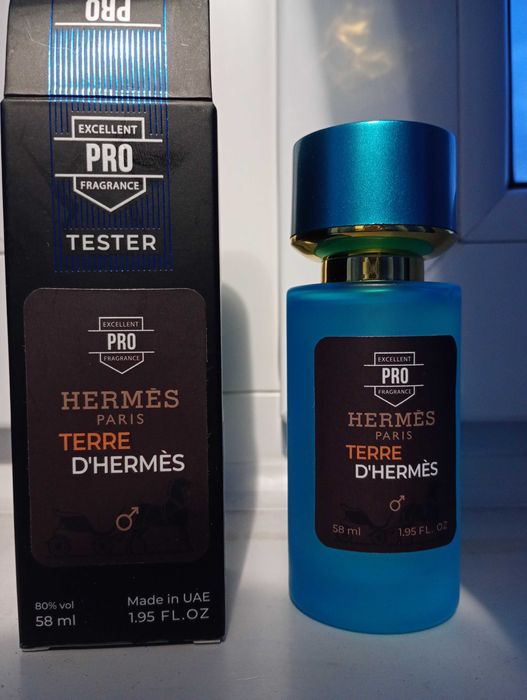 PRO
EXCELLENT
PRO
FRAGRANCE
TESTER
EXCELLENT
PRO
FRAGRANCE
HERMÈS
PARIS
TERRE
D'HERMÈS
80% vol
58 ml
Made in UAE
1.95 FL.OZ
EXCELLENT
PRO
FRAGRANCE
HERMÈS
PARIS
TERRE
D'HERMÈS
58 ml 1.95 FL. OZ